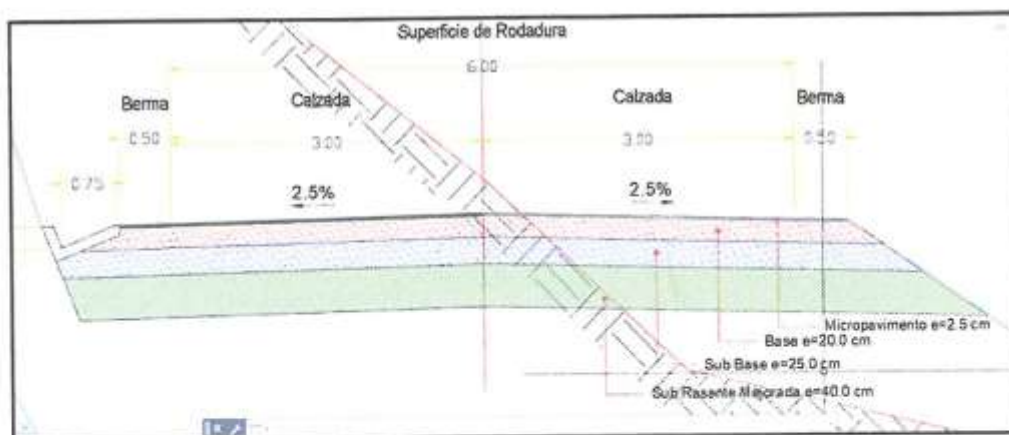 Superficie de Rodadura
6.00
Berma Calzada Calzada Berma
0.50 3.00 3.00 0.50
0.75
2.5% 2.5%
Micropavimento e=2.5 cm
Base e=20.0 cm
Sub Base e=25.0 cm
Sub Rasante Mejorada e=40.0 cm